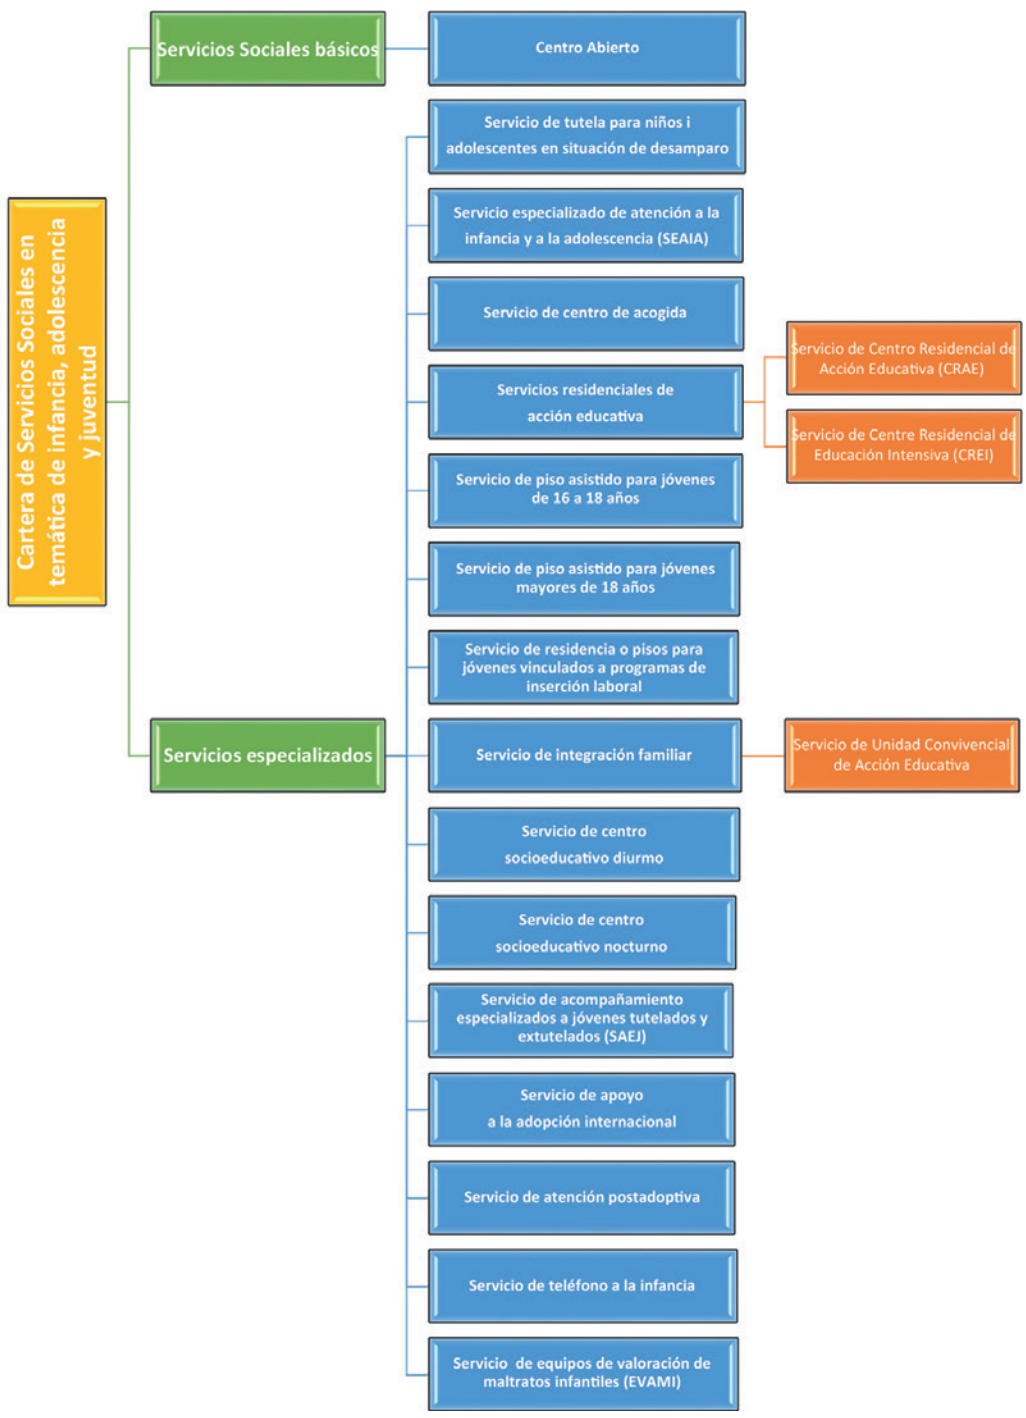 Cartera de Servicios Sociales en
temática de infancia, adolescencia
y juventud
Servicios Sociales básicos
Centro Abierto
Servicios especializados
Servicio de tutela para niños i
adolescentes en situación de desamparo
Servicio especializado de atención a la
infancia y a la adolescencia (SEAIA)
Servicio de centro de acogida
Servicios residenciales de
acción educativa
Servicio de Centro Residencial de
Acción Educativa (CRAE)
Servicio de Centre Residencial de
Educación Intensiva (CREI)
Servicio de piso asistido para jóvenes
de 16 a 18 años
Servicio de piso asistido para jóvenes
mayores de 18 años
Servicio de residencia o pisos para
jóvenes vinculados a programas de
inserción laboral
Servicio de integración familiar
Servicio de Unidad Convivencial
de Acción Educativa
Servicio de centro
socioeducativo diurmo
Servicio de centro
socioeducativo nocturno
Servicio de acompañamiento
especializados a jóvenes tutelados y
extutelados (SAEJ)
Servicio de apoyo
a la adopción internacional
Servicio de atención postadoptiva
Servicio de teléfono a la infancia
Servicio de equipos de valoración de
maltratos infantiles (EVAMI)